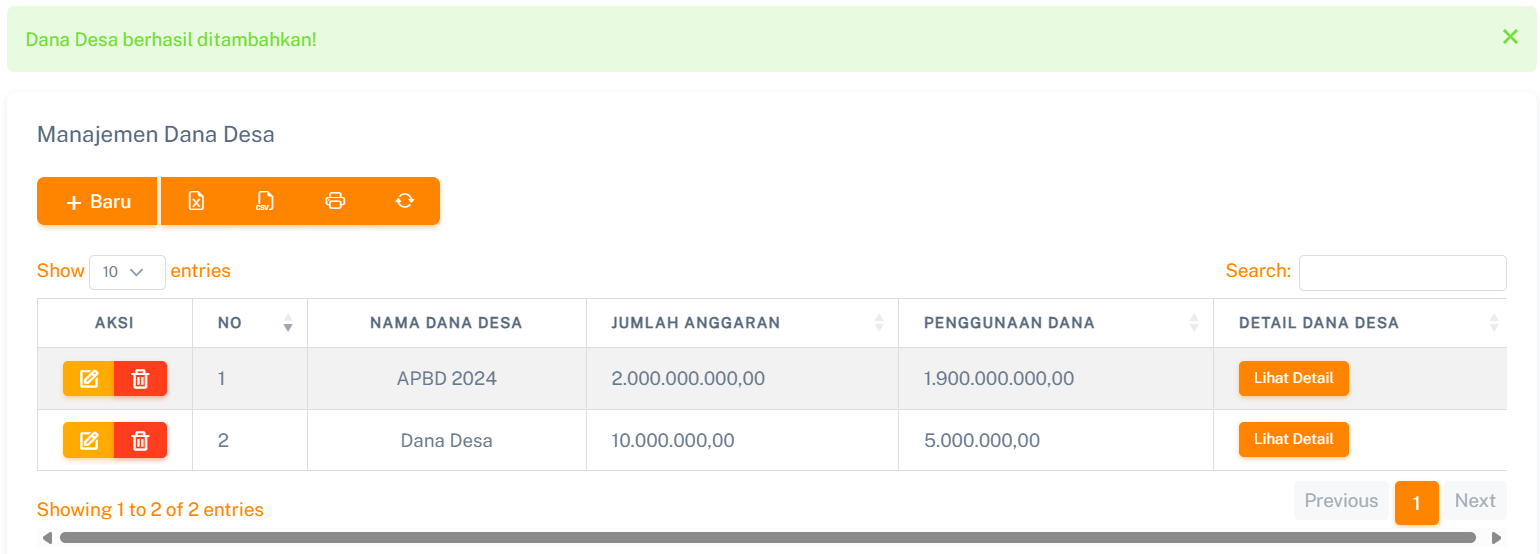 Dana Desa berhasil ditambahkan!
Manajemen Dana Desa
+ Baru
CSV
Show 10 entries Search:
AKSI NO NAMA DANA DESA JUMLAH ANGGARAN PENGGUNAAN DANA DETAIL DANA DESA
1 APBD 2024 2.000.000.000,00 1.900.000.000,00 Lihat Detail
2 Dana Desa 10.000.000,00 5.000.000,00 Lihat Detail
Showing 1 to 2 of 2 entries Previous 1 Next